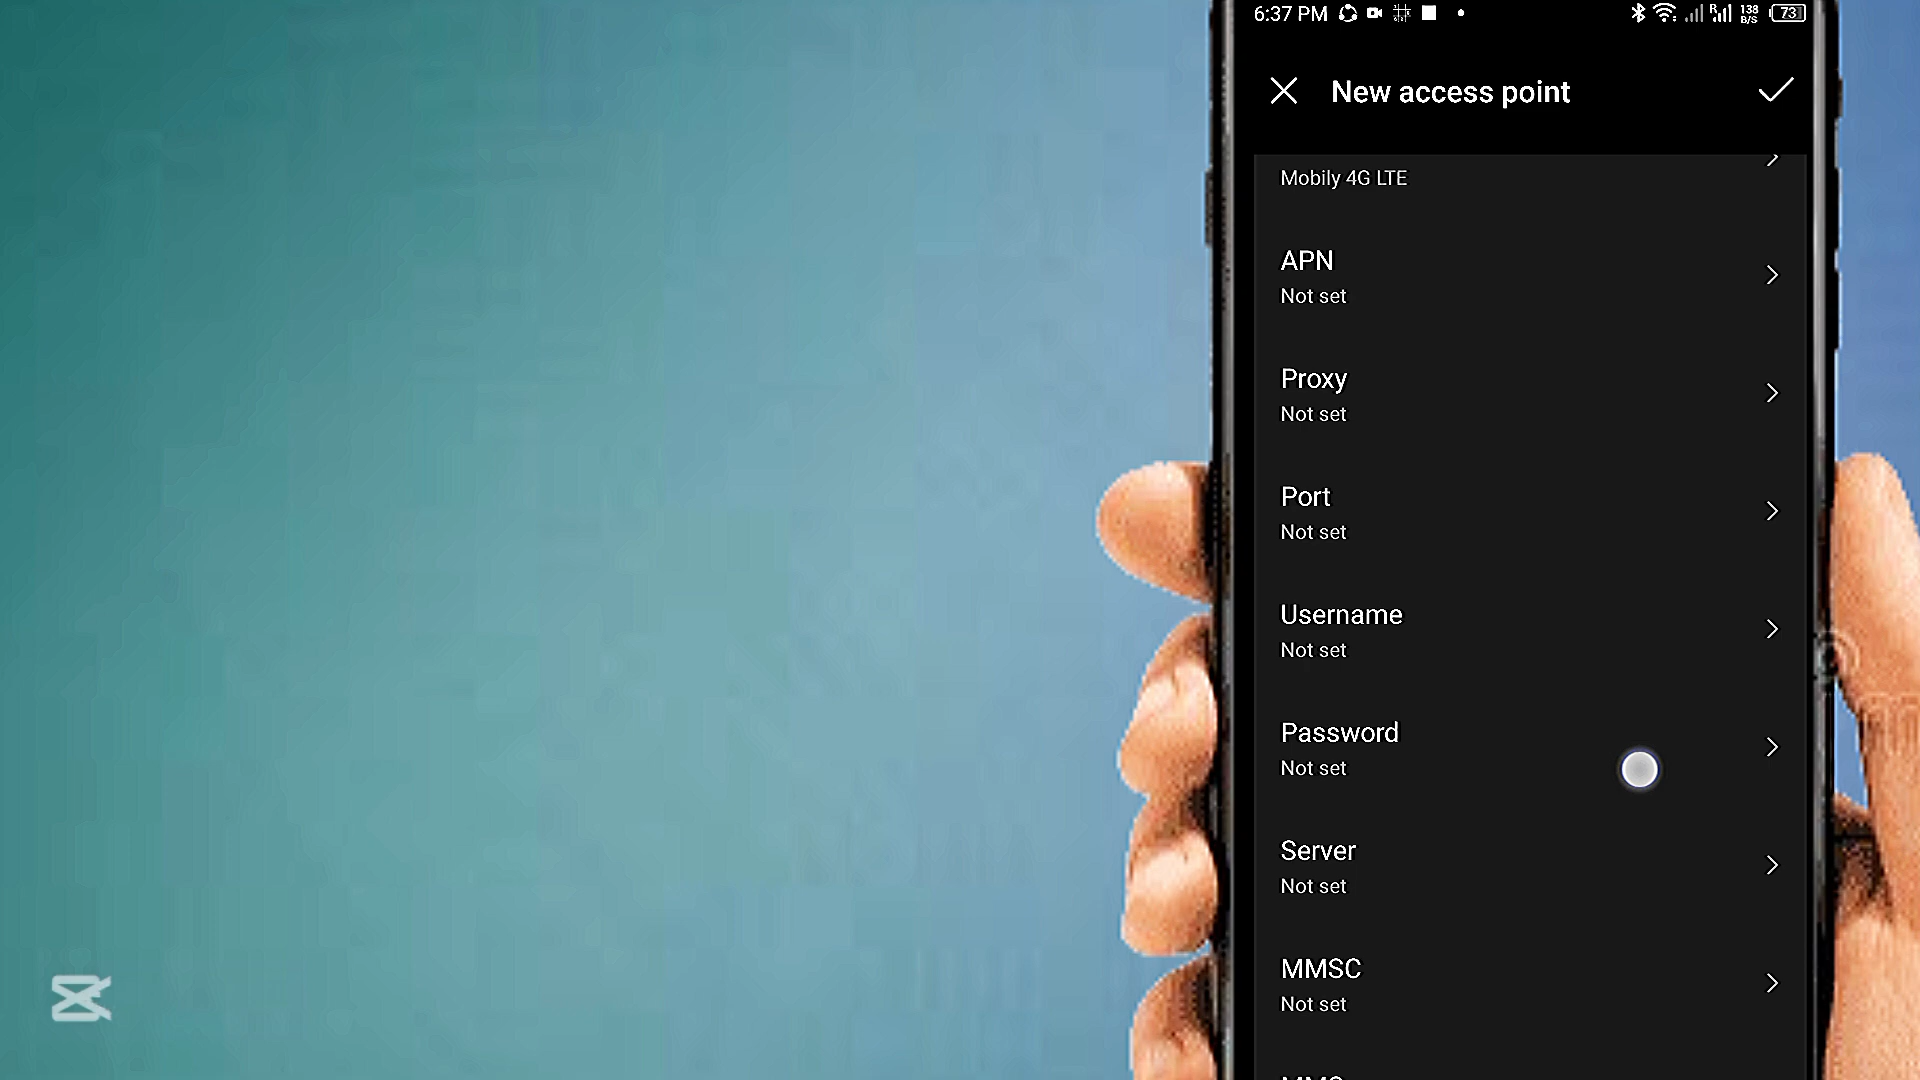 6:37 PM
138
B/S
73
New access point
Mobily 4G LTE
APN
Not set
Proxy
Not set
Port
Not set
Username
Not set
Password
Not set
Server
Not set
MMSC
Not set